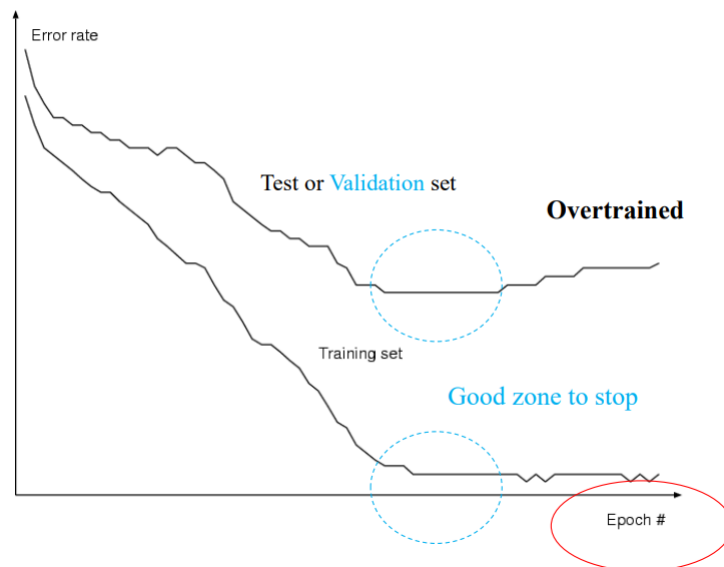 Error rate
Test or Validation set
Overtrained
Training set
Good zone to stop
Epoch #